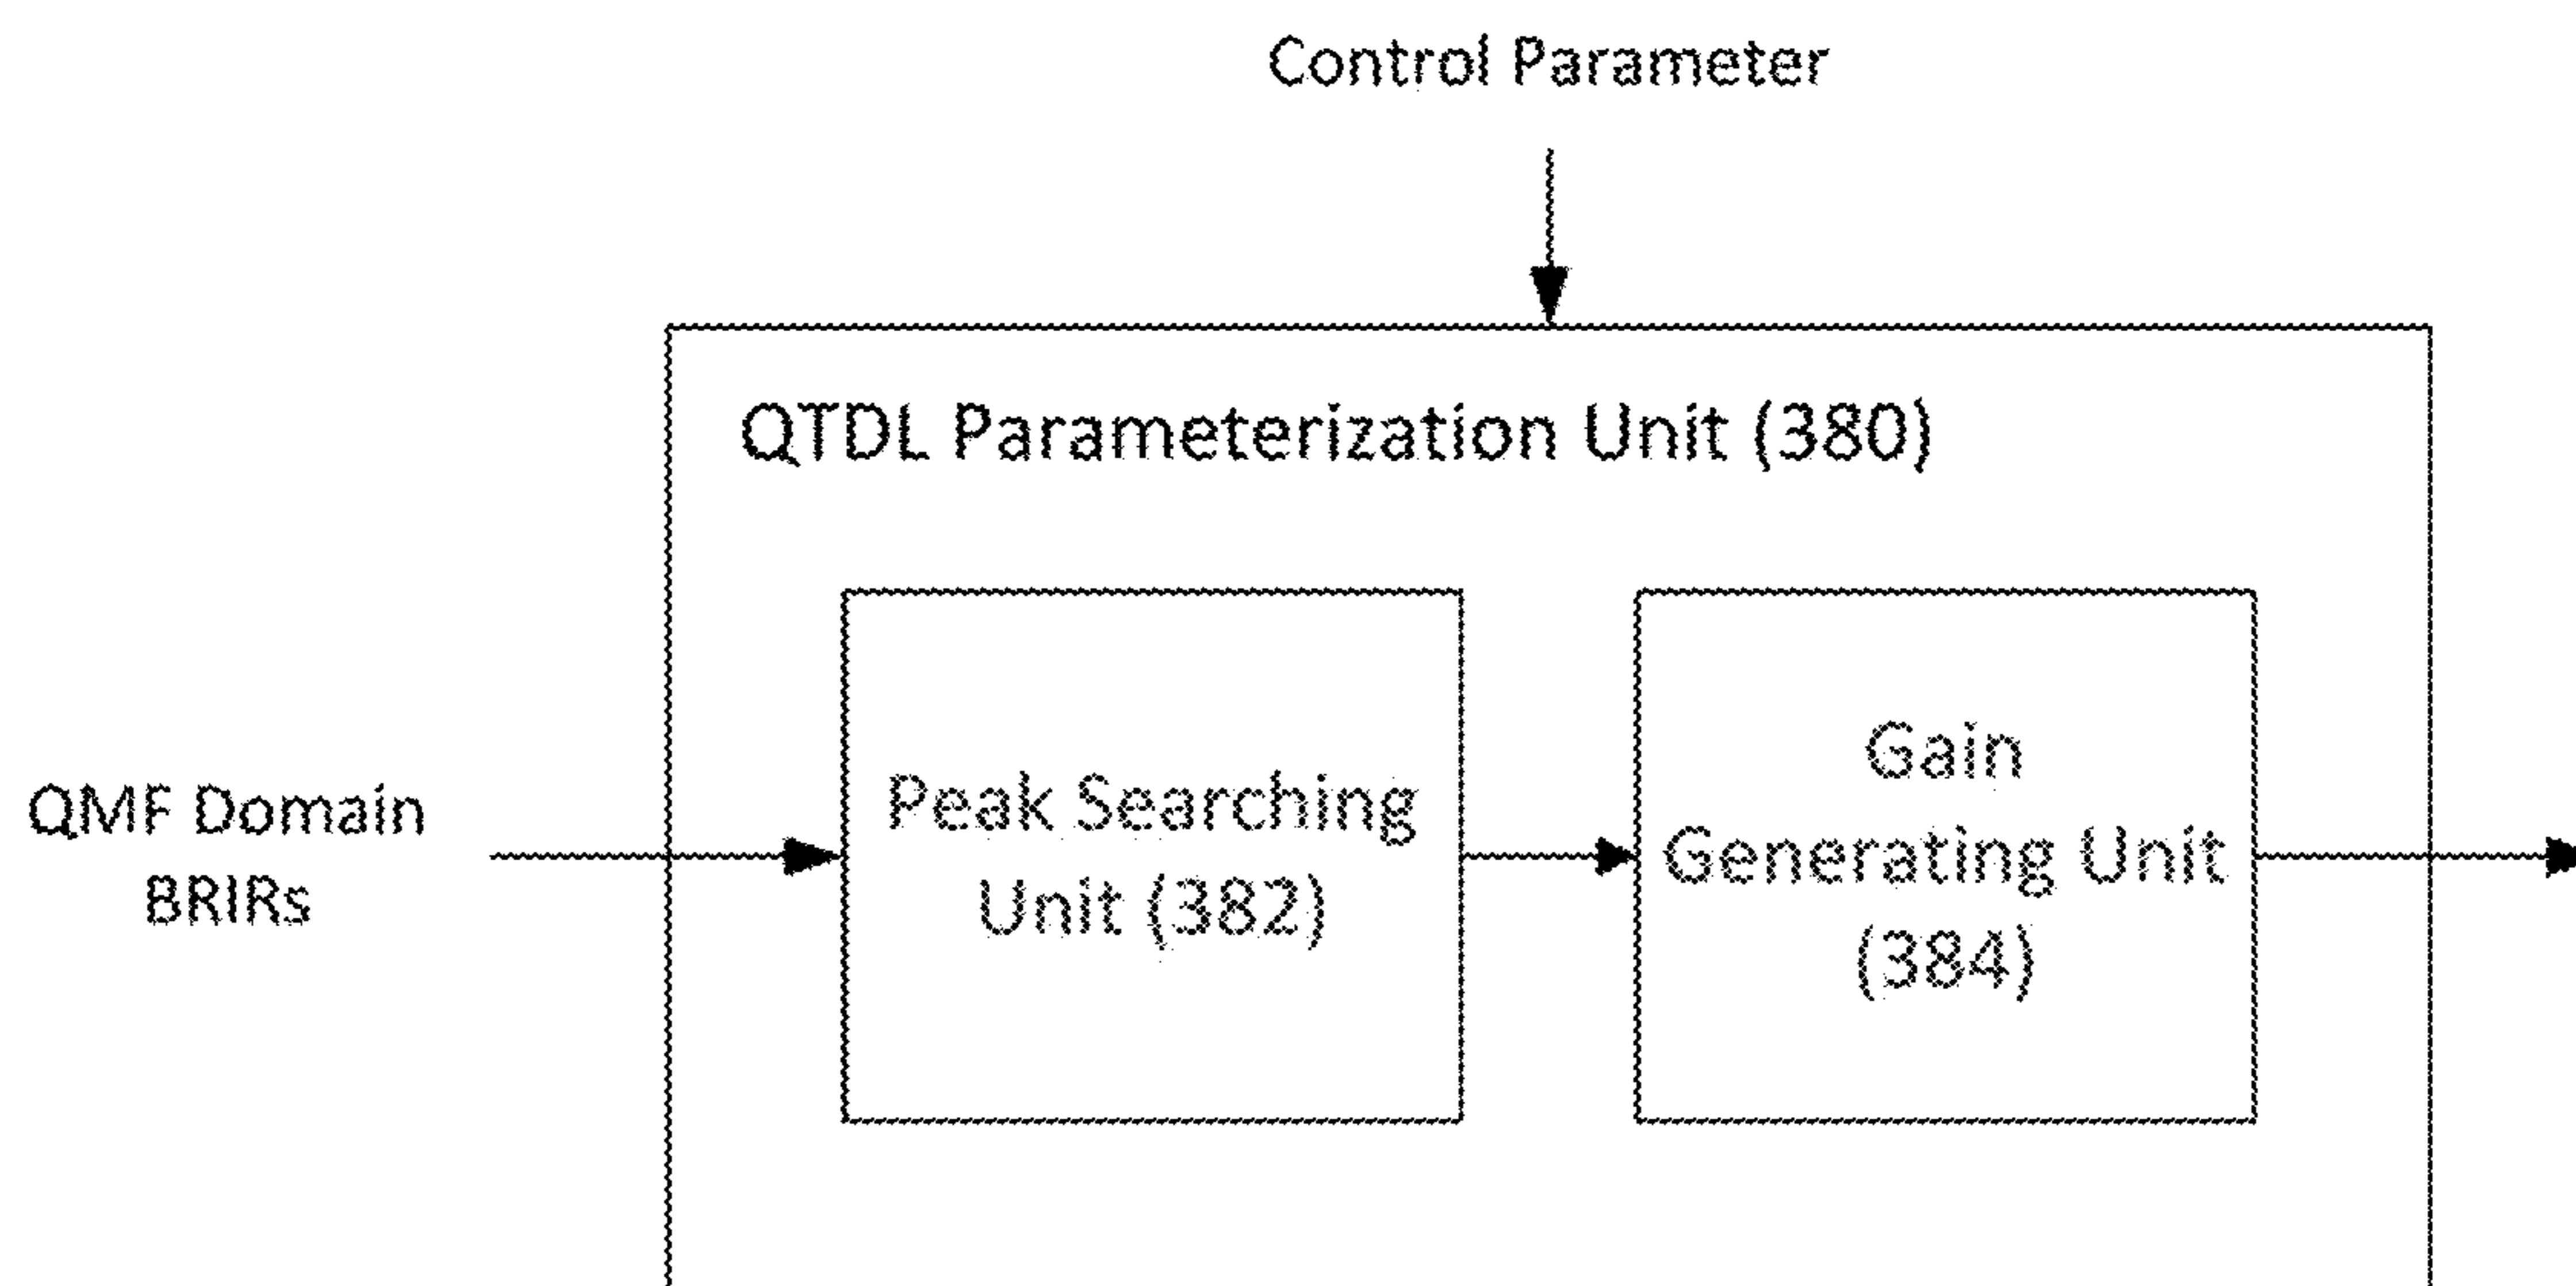 Control Parameter
QTDL Parameterization Unit (380)
QMF Domain
BRIRs
Peak Searching
Unit (382)
Gain
Generating Unit
(384)